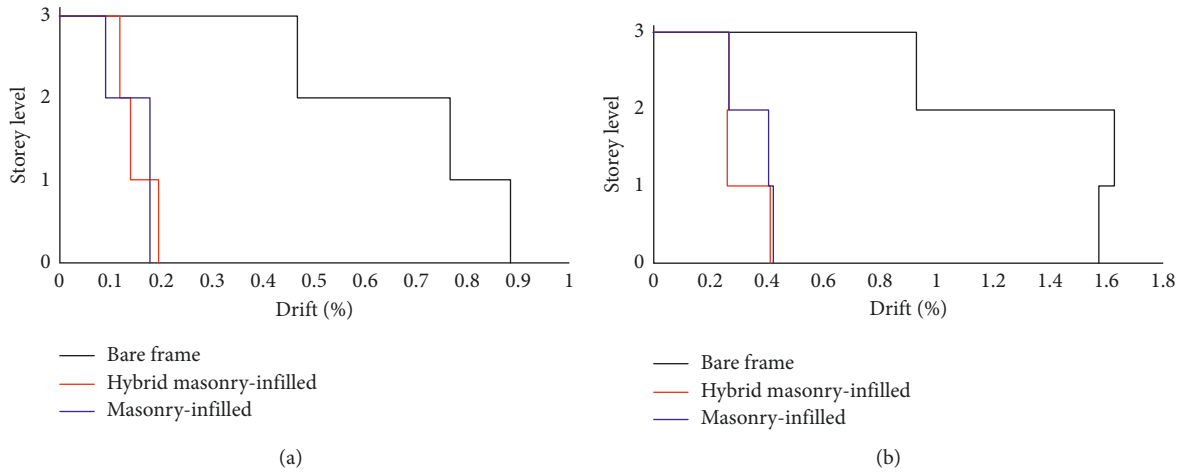 3
2
1
0
Storey level
0 0.1 0.2 0.3 0.4 0.5 0.6 0.7 0.8 0.9 1
Drift (%)
Bare frame
Hybrid masonry-infilled
Masonry-infilled
(a)
3
2
1
0
Storey level
0 0.2 0.4 0.6 0.8 1 1.2 1.4 1.6 1.8
Drift (%)
Bare frame
Hybrid masonry-infilled
Masonry-infilled
(b)